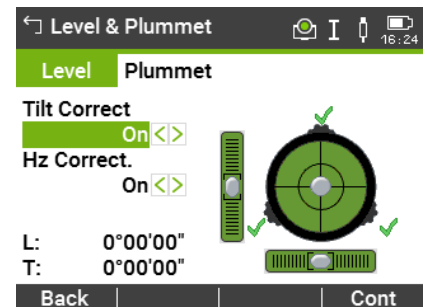 Level & Plummet I 16:24
Level Plummet
Tilt Correct
On
Hz Correct.
On
L: 0°00'00"
T: 0°00'00"
Back Cont